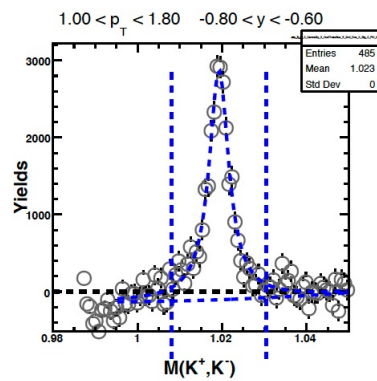 1.00 < p_T < 1.80 -0.80 < y < -0.60
Entries 485
Mean 1.023
Std Dev 0
3000
2000
1000
0
Yields
0.98 1 1.02 1.04
M(K⁺,K⁻)